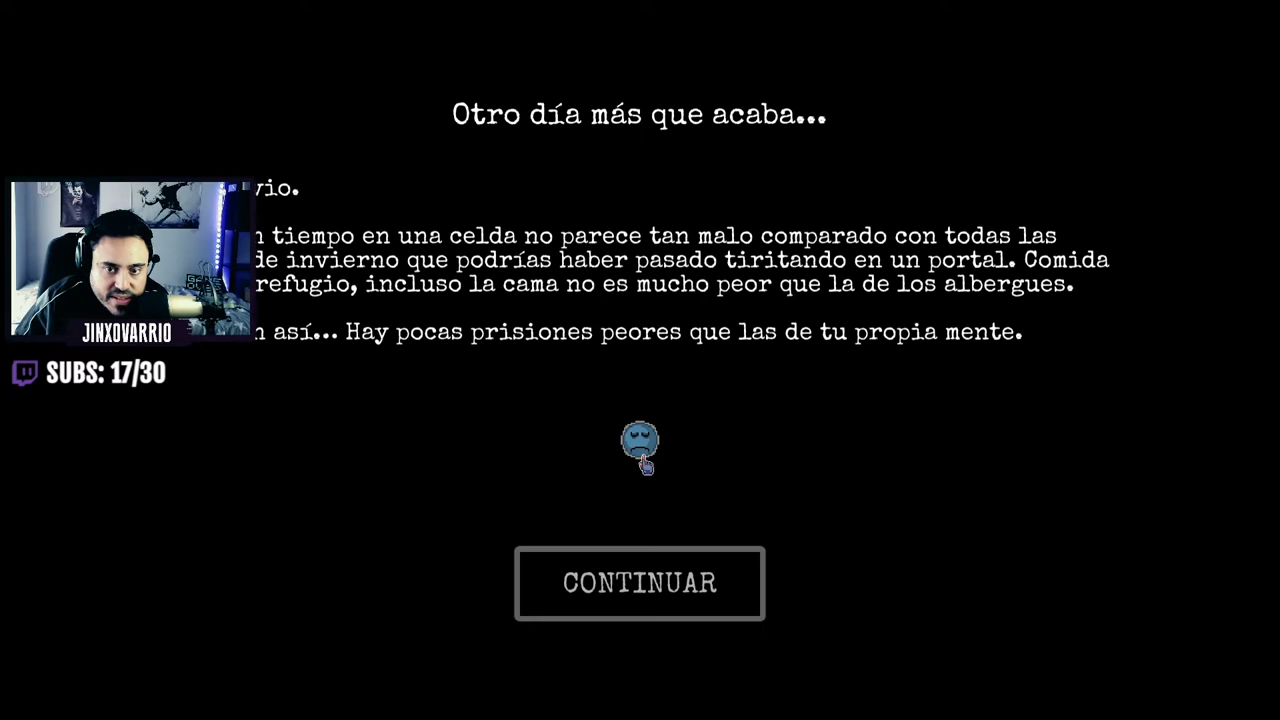 Otro día más que acaba...
tiempo en una celda no parece tan malo comparado con todas las
de invierno que podrías haber pasado tiritando en un portal. Comida
refugio, incluso la cama no es mucho peor que la de los albergues.
así... Hay pocas prisiones peores que las de tu propia mente.
JINXOVARRIO
SUBS: 17/30
CONTINUAR